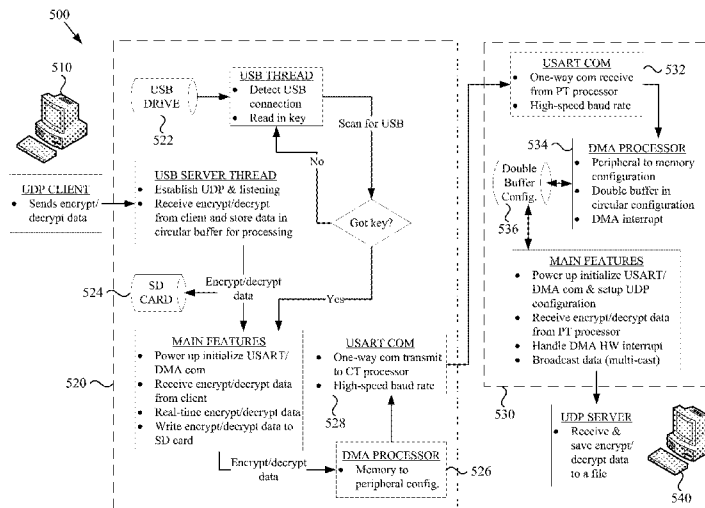 500
510
UDP CLIENT
• Sends encrypt/
decrypt data
USB
DRIVE
522
USB THREAD
• Detect USB
connection
• Read in key
Scan for USB
No
USB SERVER THREAD
• Establish UDP & listening
• Receive encrypt/decrypt
from client and store data in
circular buffer for processing
Got key?
524
SD
CARD
Encrypt/decrypt
data
Yes
520
MAIN FEATURES
• Power up initialize USART/
DMA com
• Receive encrypt/decrypt data
from client
• Real-time encrypt/decrypt data
• Write encrypt/decrypt data to
SD card
USART COM
• One-way com transmit
to CT processor
• High-speed baud rate
528
Encrypt/decrypt
data
DMA PROCESSOR
• Memory to
peripheral config.
526
USART COM
• One-way com receive
from PT processor
• High-speed baud rate
532
534
DMA PROCESSOR
• Peripheral to memory
configuration
• Double buffer in
circular configuration
• DMA interrupt
Double
Buffer
Config.
536
MAIN FEATURES
• Power up initialize USART/
DMA com & setup UDP
configuration
• Receive encrypt/decrypt data
from PT processor
• Handle DMA HW interrupt
• Broadcast data (multi-cast)
530
UDP SERVER
• Receive &
save encrypt/
decrypt data
to a file
540